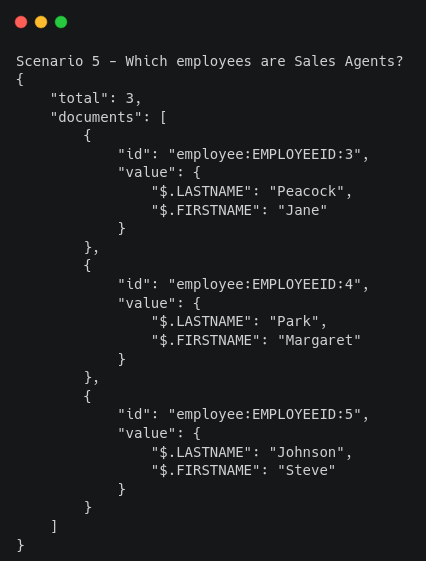 Scenario 5 - Which employees are Sales Agents?
{
    "total": 3,
    "documents": [
        {
            "id": "employee:EMPLOYEEID:3",
            "value": {
                "$.LASTNAME": "Peacock",
                "$.FIRSTNAME": "Jane"
            }
        },
        {
            "id": "employee:EMPLOYEEID:4",
            "value": {
                "$.LASTNAME": "Park",
                "$.FIRSTNAME": "Margaret"
            }
        },
        {
            "id": "employee:EMPLOYEEID:5",
            "value": {
                "$.LASTNAME": "Johnson",
                "$.FIRSTNAME": "Steve"
            }
        }
    ]
}